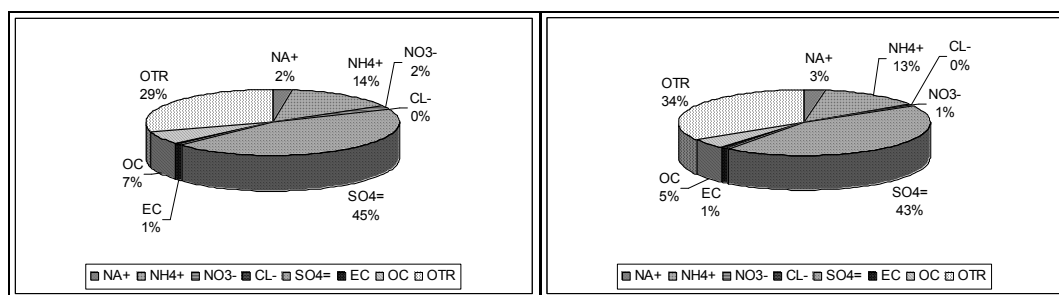 NA+
2%
NH4+
14%
NO3-
2%
CL-
0%
SO4=
45%
EC
1%
OC
7%
OTR
29%
NA+ NH4+ NO3- CL- SO4= EC OC OTR
NA+
3%
NH4+
13%
CL-
0%
NO3-
1%
SO4=
43%
EC
1%
OC
5%
OTR
34%
NA+ NH4+ NO3- CL- SO4= EC OC OTR